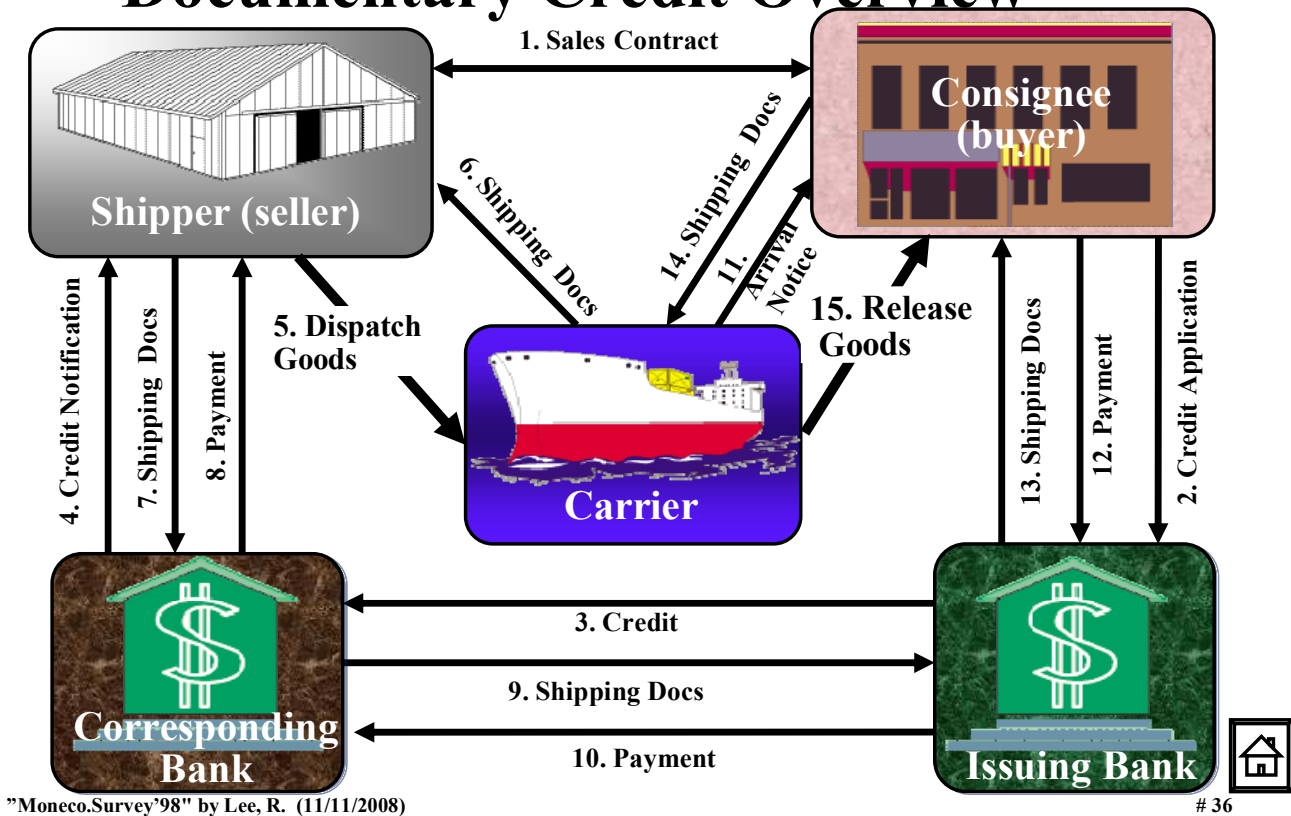 Documentary Credit Overview
1. Sales Contract
Consignee
(buyer)
Shipper (seller)
6. Shipping Docs
14. Shipping Docs
11.
Arrival
Notice
5. Dispatch
Goods
15. Release
Goods
Carrier
4. Credit Notification
7. Shipping Docs
8. Payment
13. Shipping Docs
12. Payment
2. Credit Application
3. Credit
9. Shipping Docs
10. Payment
Corresponding
Bank
Issuing Bank
"Moneco.Survey'98" by Lee, R. (11/11/2008)
# 36